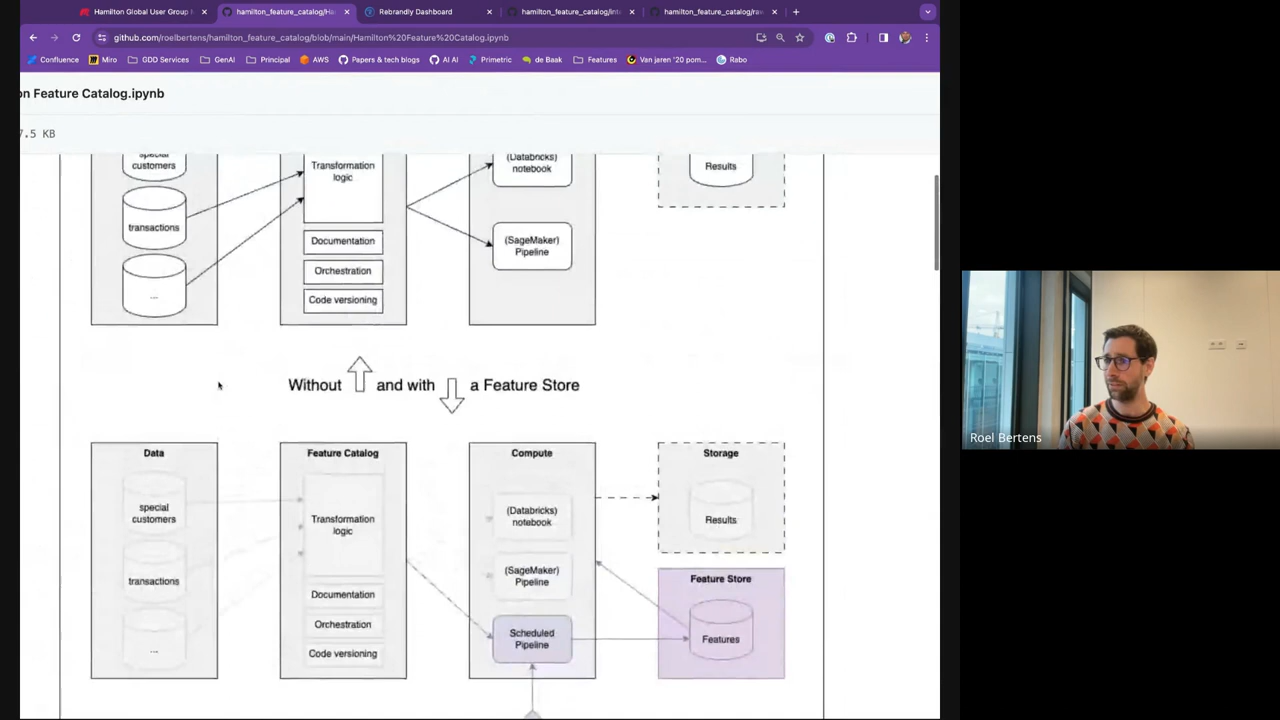 Hamilton Global User Group
hamilton_feature_catalog/Ha
Rebrandly Dashboard
hamilton_feature_catalog/int
hamilton_feature_catalog/rav
github.com/roelbertens/hamilton_feature_catalog/blob/main/Hamilton%20Feature%20Catalog.ipynb
Confluence
Miro
GDD Services
GenAI
Principal
AWS
Papers & tech blogs
AI AI
Primetric
de Baak
Features
Van jaren '20 pom...
Rabo
on Feature Catalog.ipynb
7.5 KB
special
customers
Transformation
logic
(Databricks)
notebook
Results
transactions
Documentation
(SageMaker)
Pipeline
Orchestration
...
Code versioning
Without and with a Feature Store
Data
Feature Catalog
Compute
Storage
special
customers
Transformation
logic
(Databricks)
notebook
Results
transactions
(SageMaker)
Pipeline
Feature Store
Documentation
Orchestration
Scheduled
Pipeline
Features
...
Code versioning
Roel Bertens